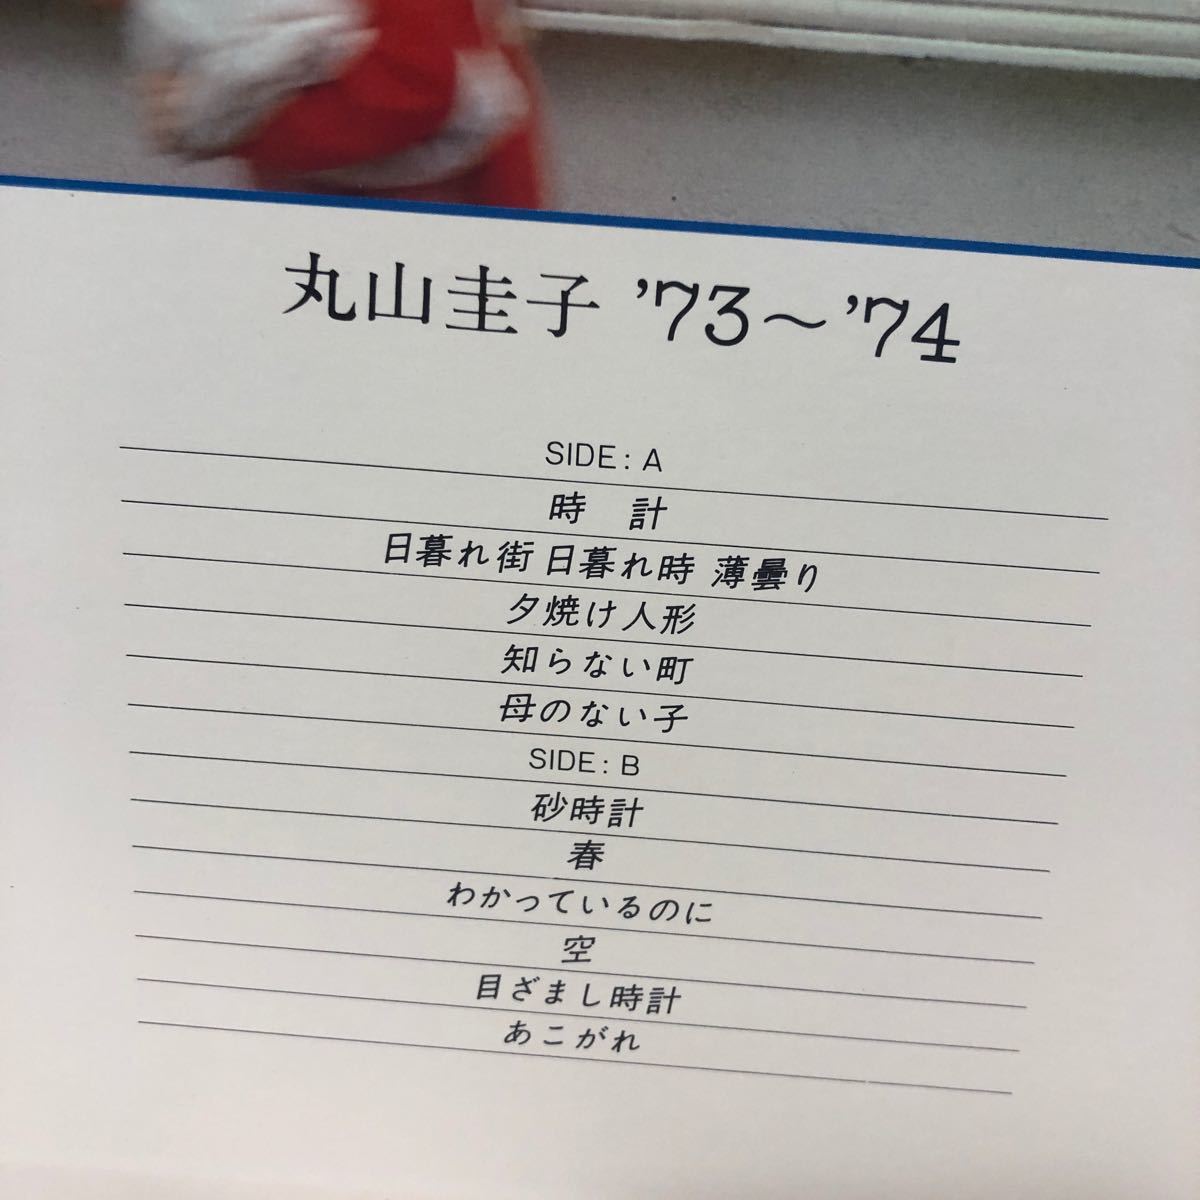 丸山圭子 ’73〜’74
SIDE : A
時　計
日暮れ街 日暮れ時 薄曇り
夕焼け人形
知らない町
母のない子
SIDE : B
砂時計
春
わかっているのに
空
目ざまし時計
あこがれ